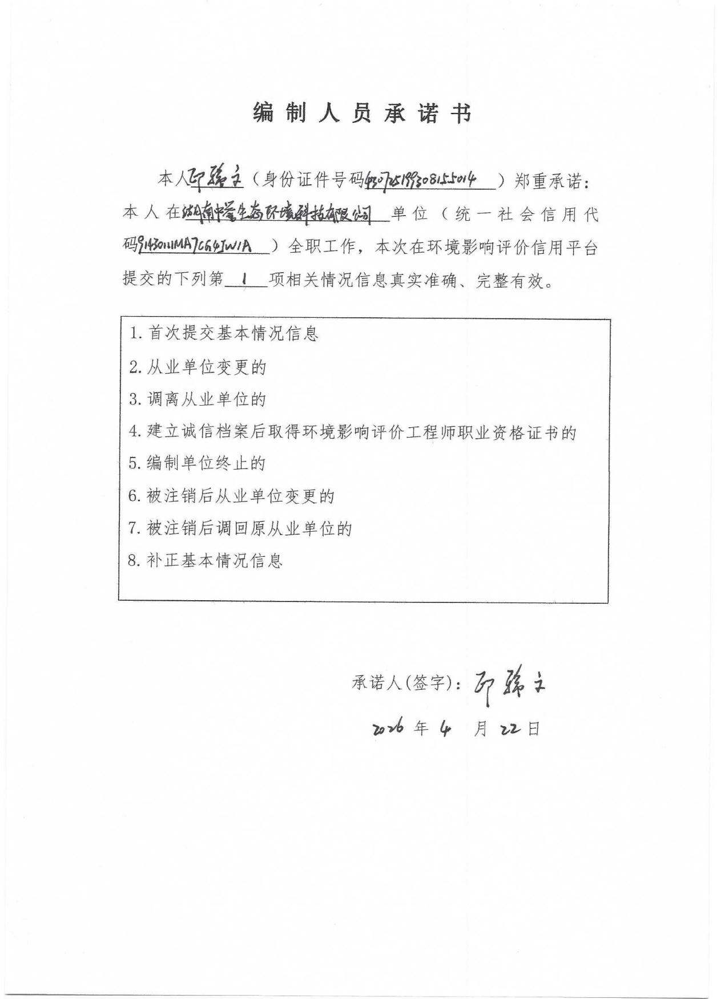 编制人员承诺书
本人邱骦文（身份证件号码430725199308155014）郑重承诺：
本人在湖南中誉生态环境科技有限公司单位（统一社会信用代
码91430111MA7CG4JW1A）全职工作，本次在环境影响评价信用平台
提交的下列第1项相关情况信息真实准确、完整有效。
1. 首次提交基本情况信息
2. 从业单位变更的
3. 调离从业单位的
4. 建立诚信档案后取得环境影响评价工程师职业资格证书的
5. 编制单位终止的
6. 被注销后从业单位变更的
7. 被注销后调回原从业单位的
8. 补正基本情况信息
承诺人(签字)：文
2026年4月22日